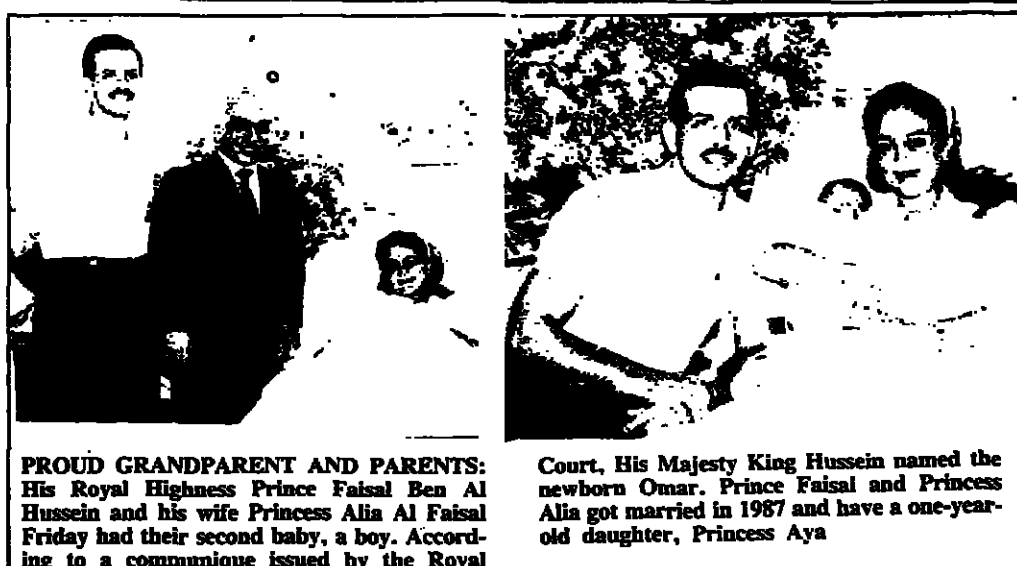 PROUD GRANDPARENT AND PARENTS:
His Royal Highness Prince Faisal Ben Al
Hussein and his wife Princess Alia Al Faisal
Friday had their second baby, a boy. Accord-
ing to a communique issued by the Royal
Court, His Majesty King Hussein named the
newborn Omar. Prince Faisal and Princess
Alia got married in 1987 and have a one-year-
old daughter, Princess Aya